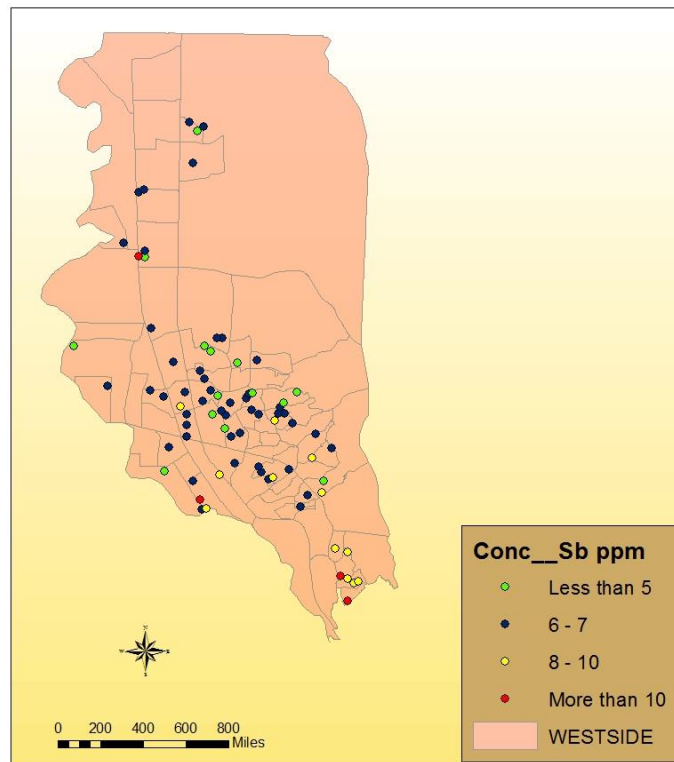 Conc__Sb ppm
Less than 5
6 - 7
8 - 10
More than 10
WESTSIDE
0 200 400 600 800
Miles